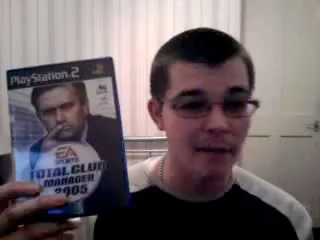 PlayStation 2
EA
SPORTS
TOTAL CLUB
MANAGER
2005